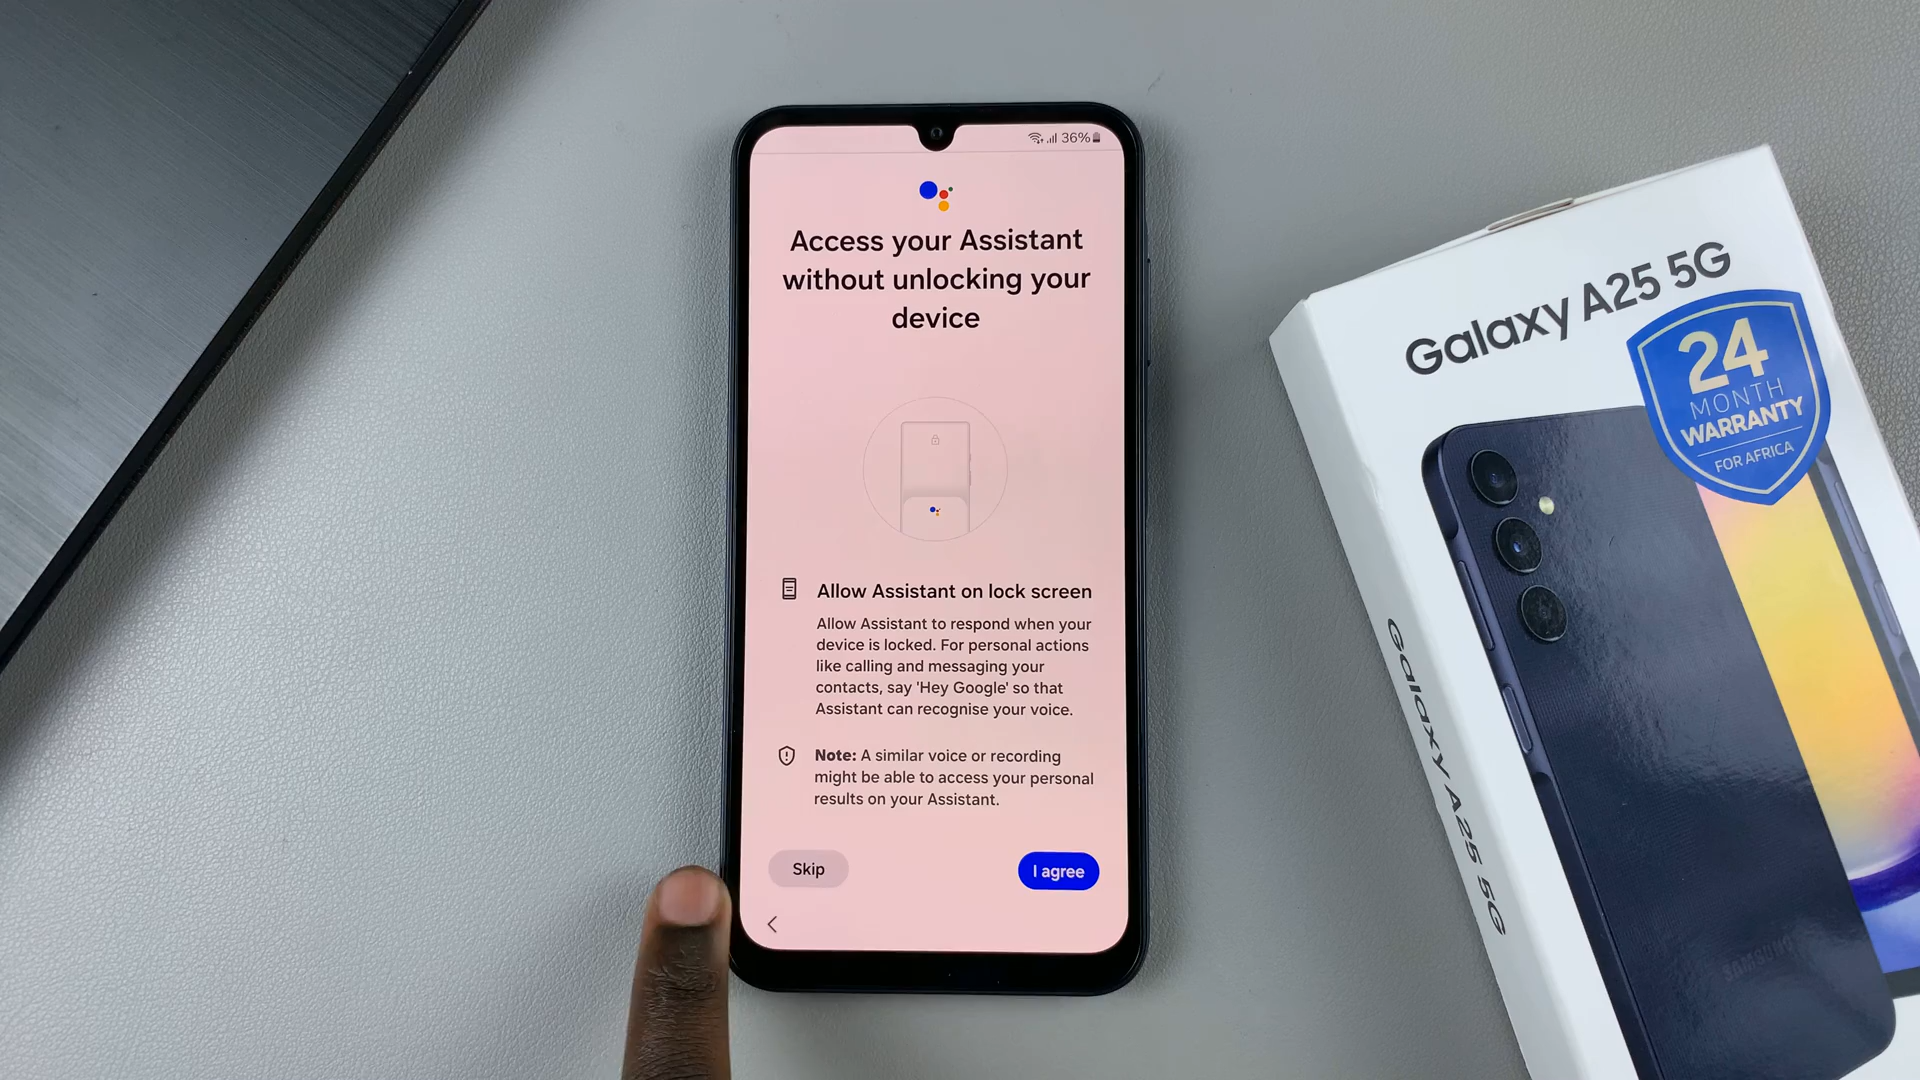 36%
Access your Assistant
without unlocking your
device
Allow Assistant on lock screen
Allow Assistant to respond when your
device is locked. For personal actions
like calling and messaging your
contacts, say 'Hey Google' so that
Assistant can recognise your voice.
Note: A similar voice or recording
might be able to access your personal
results on your Assistant.
Skip
I agree
Galaxy A25 5G
24
MONTH
WARRANTY
FOR AFRICA
Galaxy A25 5G
SAMSUNG